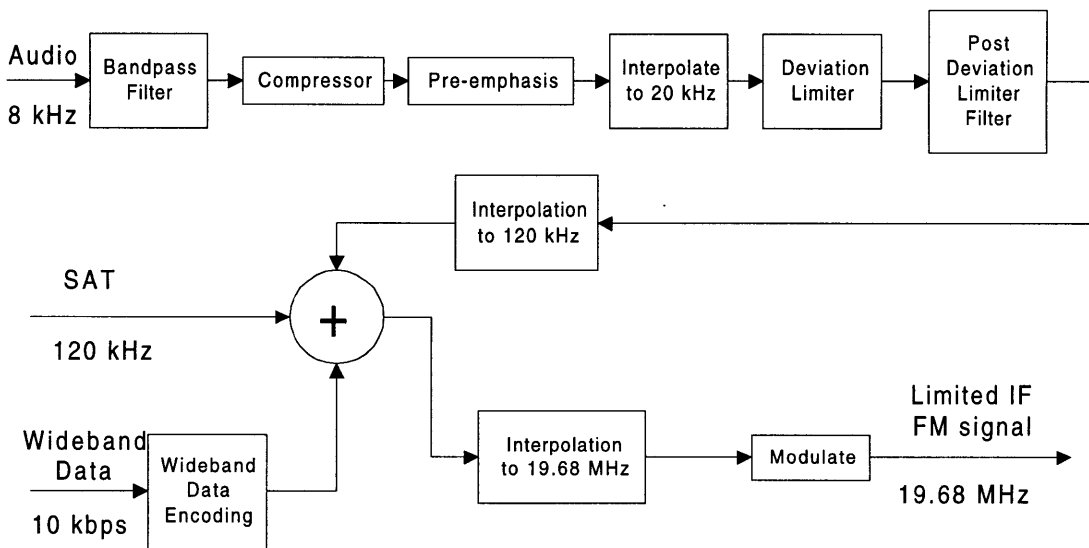 Audio
8 kHz
Bandpass
Filter
Compressor
Pre-emphasis
Interpolate
to 20 kHz
Deviation
Limiter
Post
Deviation
Limiter
Filter
Interpolation
to 120 kHz
SAT
120 kHz
+
Wideband
Data
10 kbps
Wideband
Data
Encoding
Interpolation
to 19.68 MHz
Modulate
Limited IF
FM signal
19.68 MHz